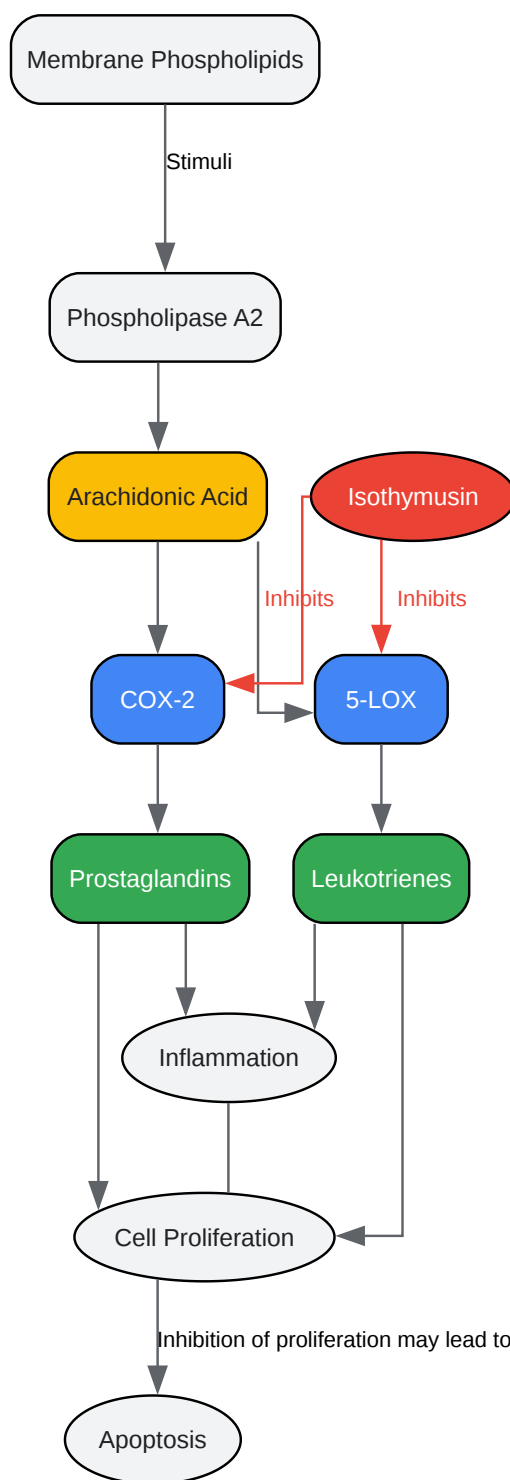 Membrane Phospholipids
Stimuli
Phospholipase A2
Arachidonic Acid
Isothymusin
Inhibits
Inhibits
COX-2
5-LOX
Prostaglandins
Leukotrienes
Inflammation
Cell Proliferation
Inhibition of proliferation may lead to
Apoptosis